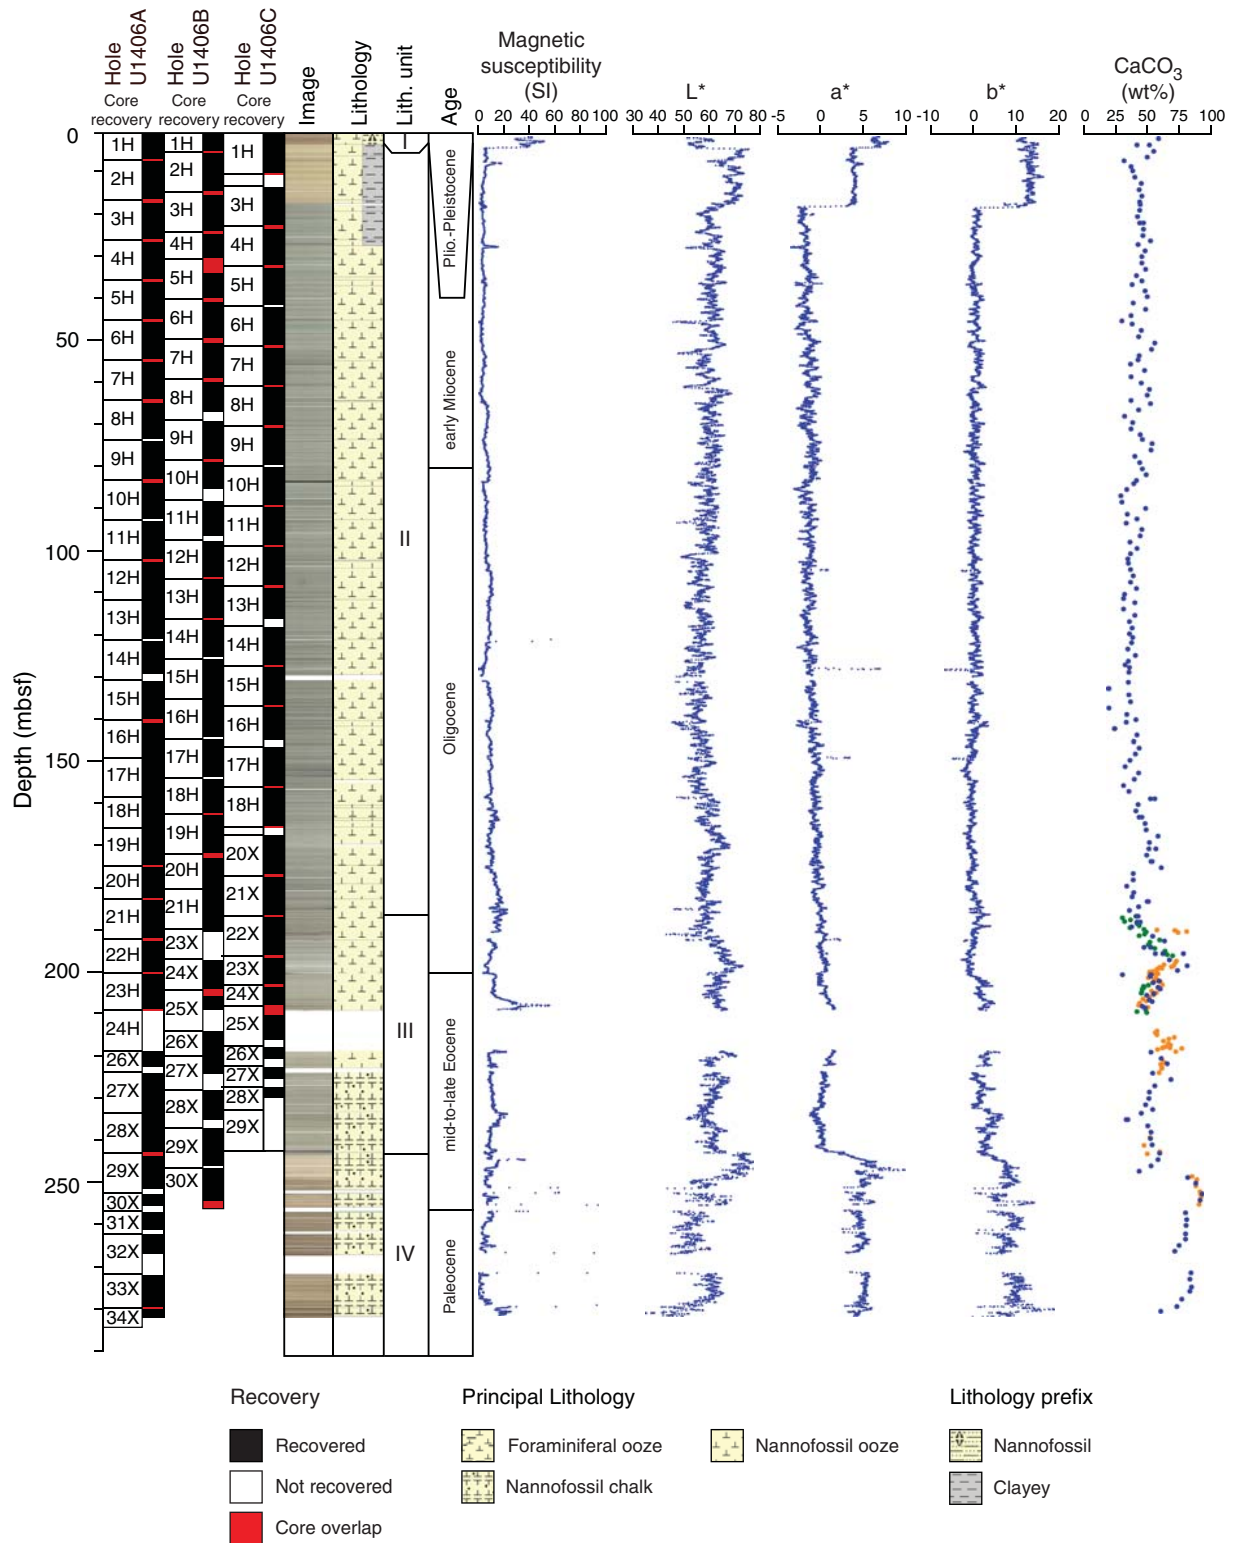 Hole U1406A
Hole U1406B
Hole U1406C
Core recovery
Core recovery
Core recovery
Image
Lithology
Lith. unit
Age
Magnetic susceptibility (SI)
L*
a*
b*
CaCO3 (wt%)
0 20 40 60 80 100
30 40 50 60 70 80
-5 0 5 10
-10 0 10 20
0 25 50 75 100
Depth (mbsf)
0
50
100
150
200
250
1H
2H
3H
4H
5H
6H
7H
8H
9H
10H
11H
12H
13H
14H
15H
16H
17H
18H
19H
20H
21H
22H
23H
24H
26X
27X
28X
29X
30X
31X
32X
33X
34X
1H
2H
3H
4H
5H
6H
7H
8H
9H
10H
11H
12H
13H
14H
15H
16H
17H
18H
19H
20H
21H
23X
24X
25X
26X
27X
28X
29X
30X
1H
3H
4H
5H
6H
7H
8H
9H
10H
11H
12H
13H
14H
15H
16H
17H
18H
20X
21X
22X
23X
24X
25X
26X
27X
28X
29X
I
II
III
IV
Plio.-Pleistocene
early Miocene
Oligocene
mid-to-late Eocene
Paleocene
Recovery
Recovered
Not recovered
Core overlap
Principal Lithology
Foraminiferal ooze
Nannofossil ooze
Nannofossil chalk
Lithology prefix
Nannofossil
Clayey